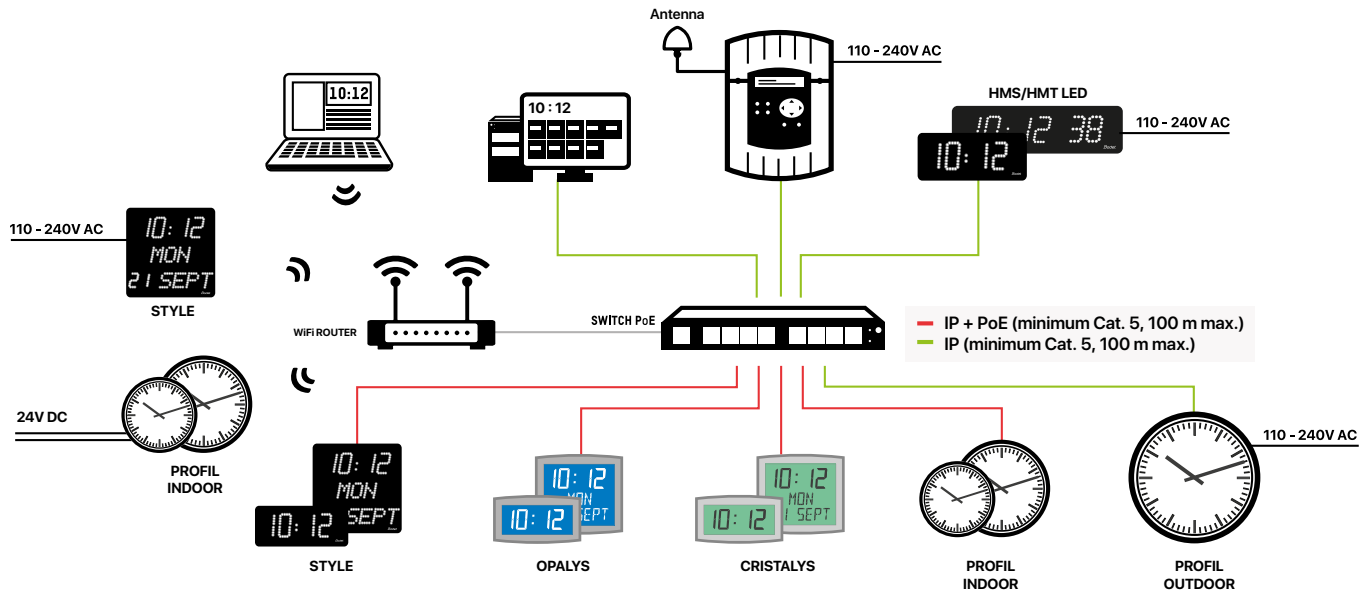 Antenna
110 - 240V AC
10:12
10 : 12
HMS/HMT LED
10:12 38
110 - 240V AC
10:12
110 - 240V AC
10:12
MON
21 SEPT
STYLE
WiFi ROUTER
SWITCH PoE
IP + PoE (minimum Cat. 5, 100 m max.)
IP (minimum Cat. 5, 100 m max.)
24V DC
PROFIL
INDOOR
10:12
MON
SEPT
10:12
STYLE
10:12
MON
SEPT
10:12
OPALYS
10:12
MON
SEPT
10:12
CRISTALYS
PROFIL
INDOOR
110 - 240V AC
PROFIL
OUTDOOR